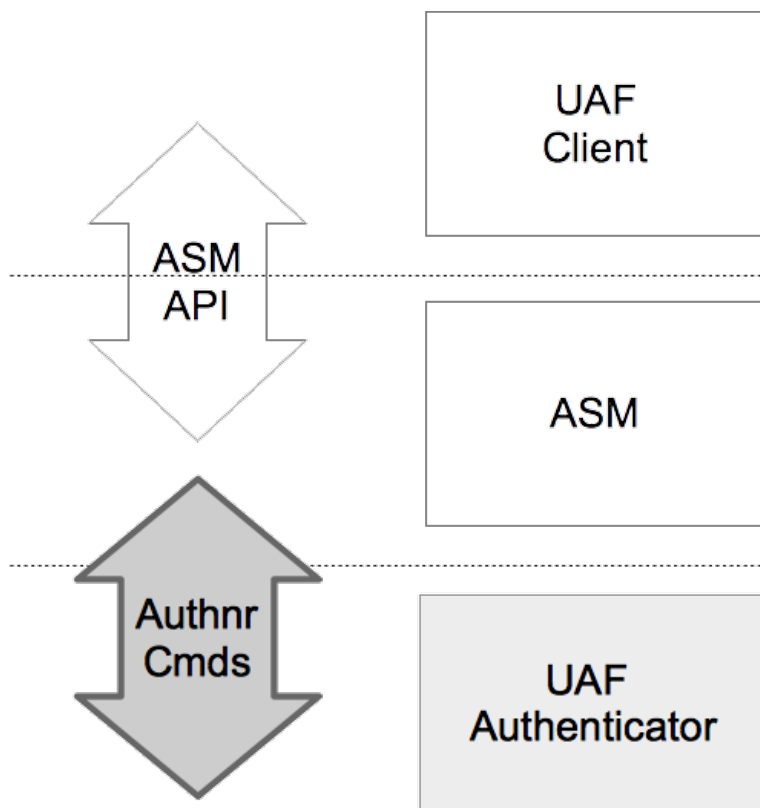 UAF
Client
ASM
API
ASM
Authnr
Cmds
UAF
Authenticator